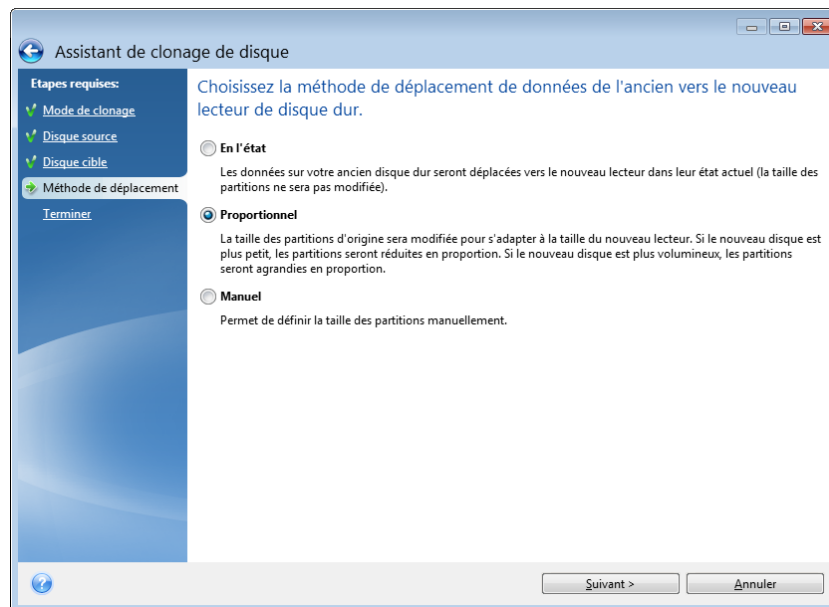 Assistant de clonage de disque
Etapes requises:
Mode de clonage
Disque source
Disque cible
Méthode de déplacement
Terminer
Choisissez la méthode de déplacement de données de l'ancien vers le nouveau
lecteur de disque dur.
En l'état
Les données sur votre ancien disque dur seront déplacées vers le nouveau lecteur dans leur état actuel (la taille des
partitions ne sera pas modifiée).
Proportionnel
La taille des partitions d'origine sera modifiée pour s'adapter à la taille du nouveau lecteur. Si le nouveau disque est
plus petit, les partitions seront réduites en proportion. Si le nouveau disque est plus volumineux, les partitions
seront agrandies en proportion.
Manuel
Permet de définir la taille des partitions manuellement.
Suivant >
Annuler